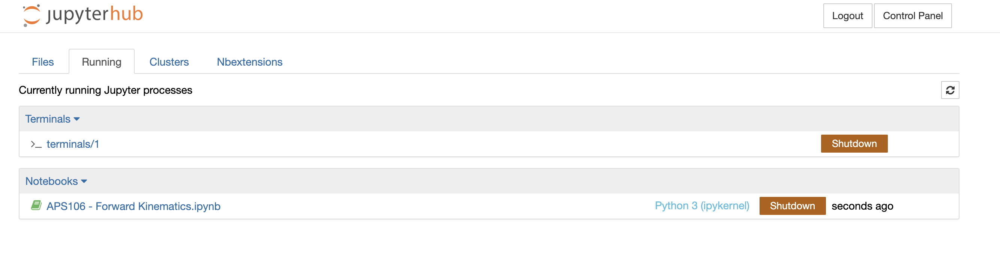 jupyterhub
Logout Control Panel
Files Running Clusters Nbextensions
Currently running Jupyter processes
Terminals
>_ terminals/1 Shutdown
Notebooks
APS106 - Forward Kinematics.ipynb Python 3 (ipykernel) Shutdown seconds ago